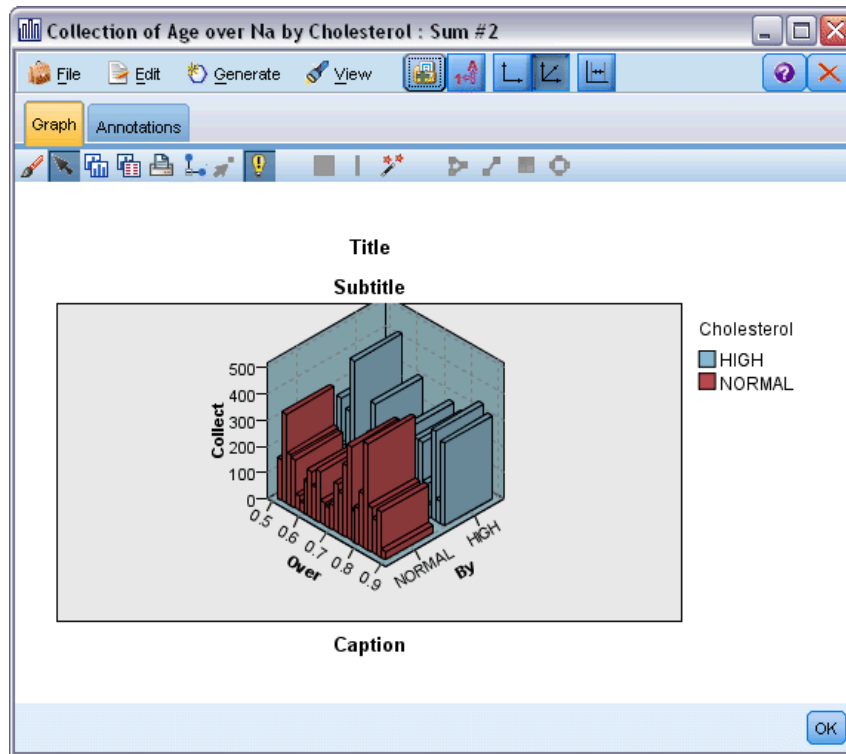 Collection of Age over Na by Cholesterol : Sum #2
File Edit Generate View
Graph Annotations
Title
Subtitle
Cholesterol
HIGH
NORMAL
500
400
300
200
100
0
Collect
0.5 0.6 0.7 0.8 0.9
Over
NORMAL HIGH
By
Caption
OK